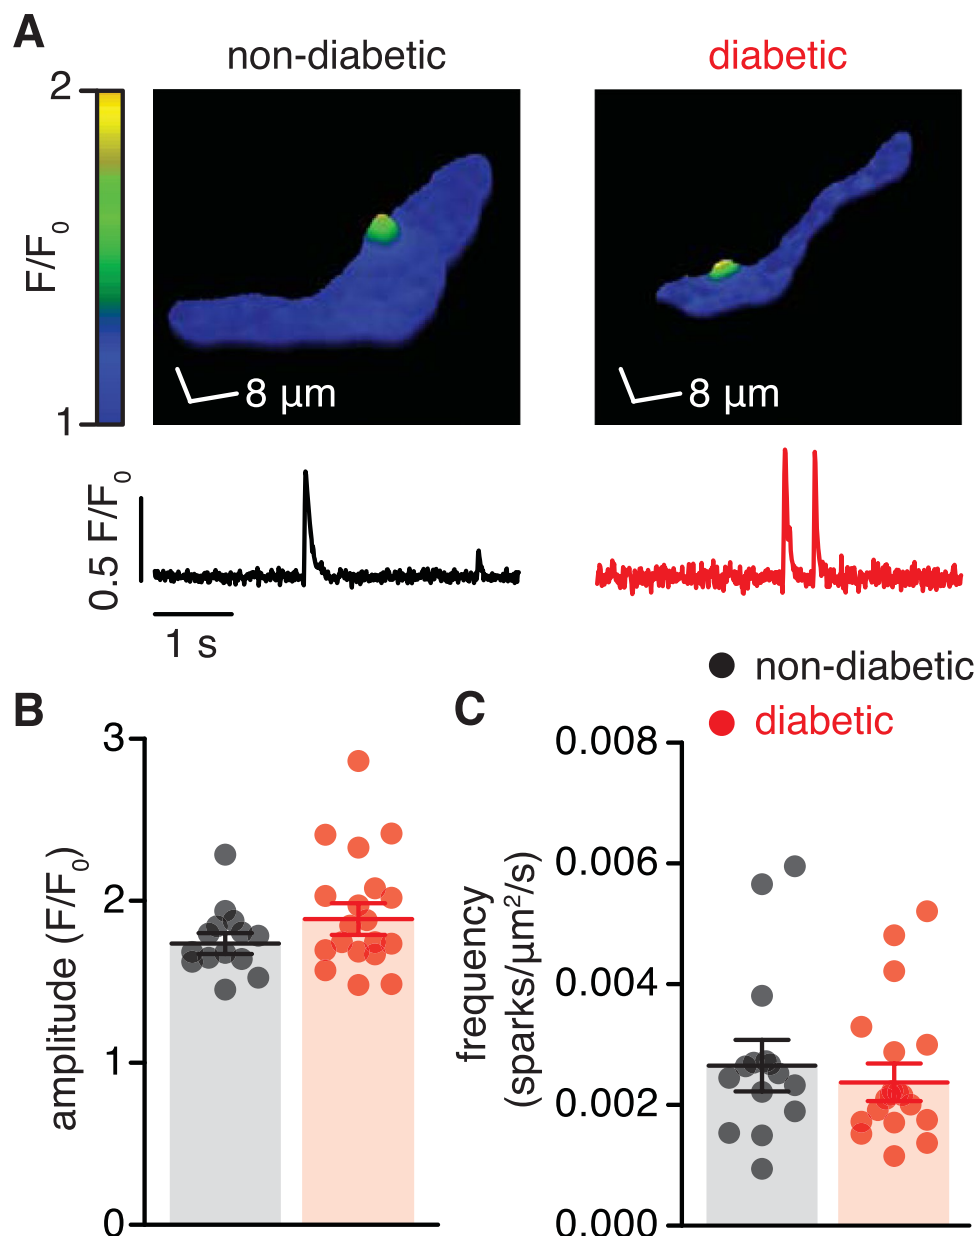 A
non-diabetic
diabetic
2
F/F0
1
8 µm
8 µm
0.5 F/F0
1 s
non-diabetic
diabetic
B
3
2
1
0
amplitude (F/F0)
C
0.008
0.006
0.004
0.002
0.000
frequency
(sparks/µm²/s)